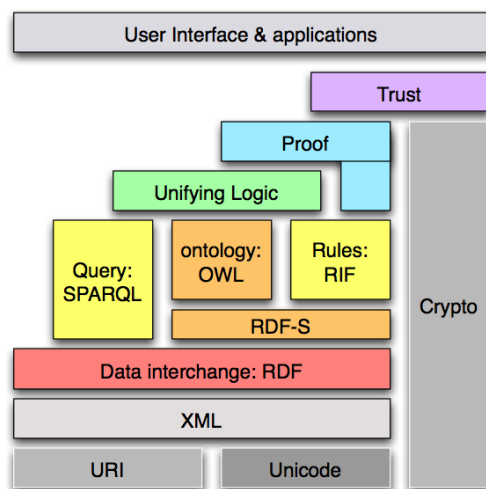 User Interface & applications
Trust
Proof
Unifying Logic
Query:
SPARQL
ontology:
OWL
Rules:
RIF
Crypto
RDF-S
Data interchange: RDF
XML
URI
Unicode